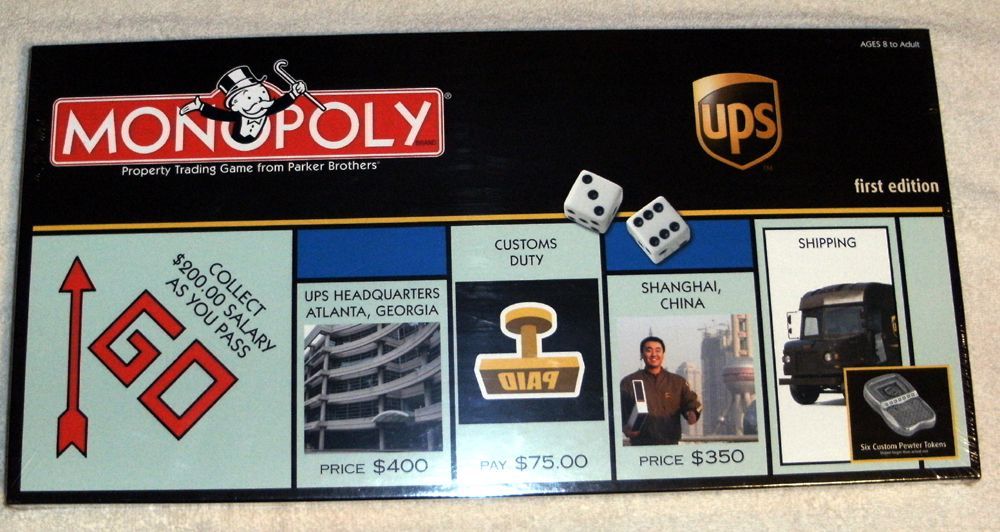 AGES 8 to Adult
MONOPOLY®
BRAND
Property Trading Game from Parker Brothers®
ups
TM
first edition
COLLECT
$200.00 SALARY
AS YOU PASS
GO
UPS HEADQUARTERS
ATLANTA, GEORGIA
PRICE $400
CUSTOMS
DUTY
PAID
PAY $75.00
SHANGHAI,
CHINA
PRICE $350
SHIPPING
Six Custom Pewter Tokens